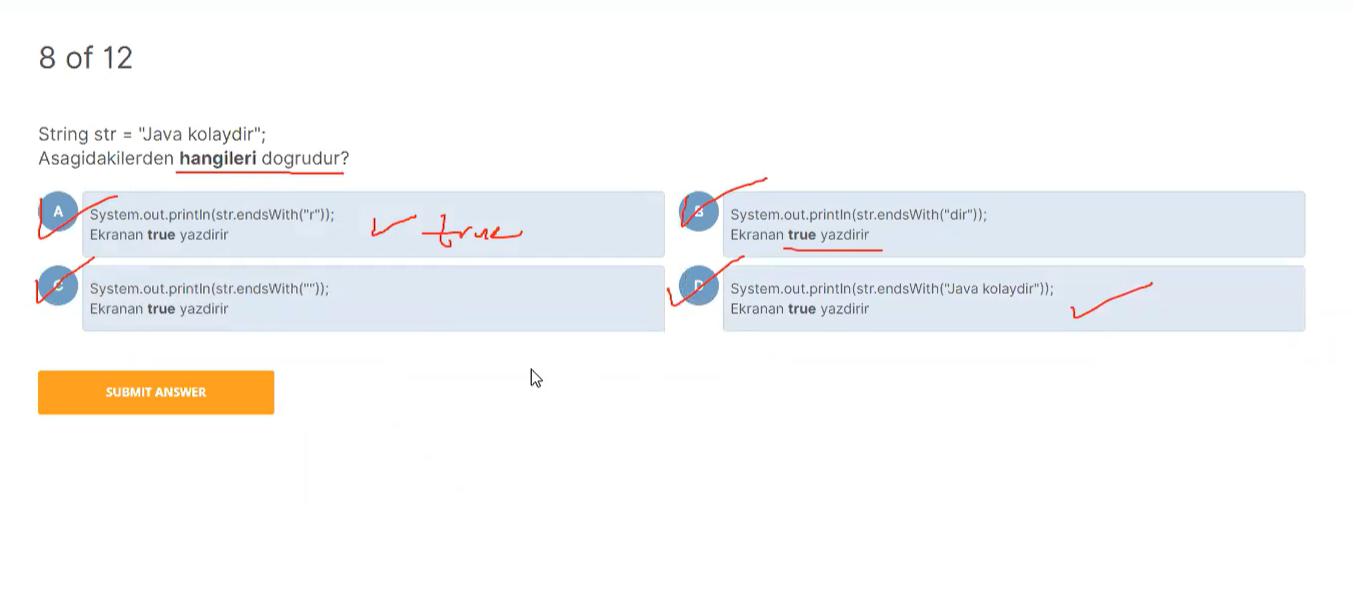 8 of 12
String str = "Java kolaydir";
Asagidakilerden hangileri dogrudur?
A
System.out.println(str.endsWith("r"));
Ekranan true yazdirir
true
B
System.out.println(str.endsWith("dir"));
Ekranan true yazdirir
C
System.out.println(str.endsWith(""));
Ekranan true yazdirir
D
System.out.println(str.endsWith("Java kolaydir"));
Ekranan true yazdirir
SUBMIT ANSWER